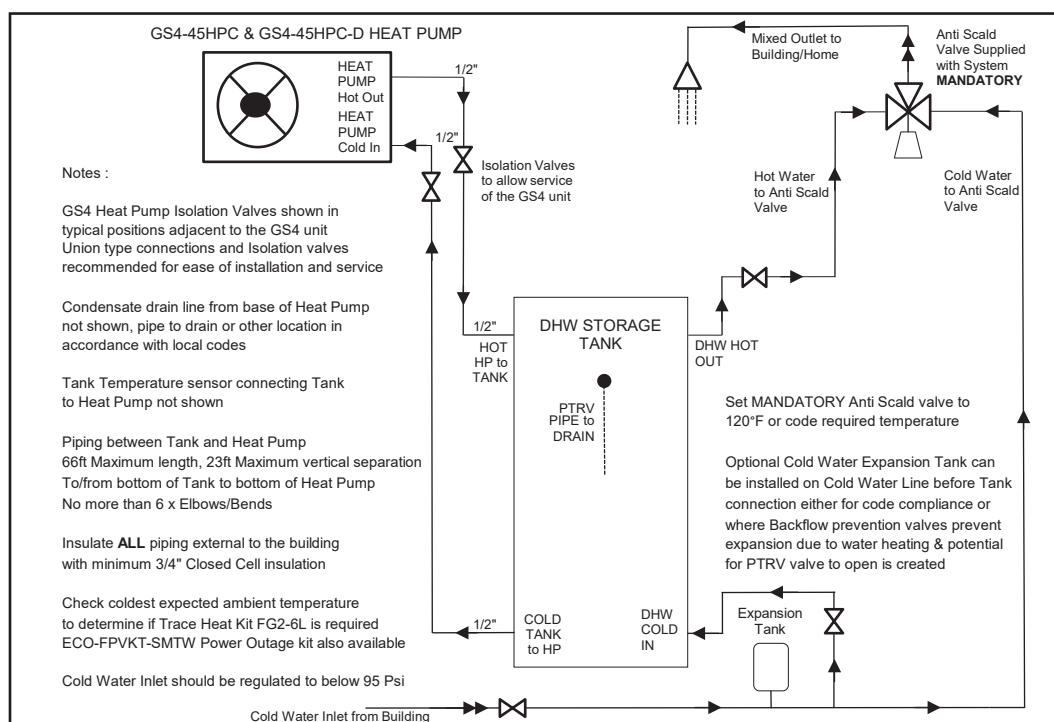 GS4-45HPC & GS4-45HPC-D HEAT PUMP
HEAT
PUMP
Hot Out
HEAT
PUMP
Cold In
1/2"
1/2"
Isolation Valves
to allow service
of the GS4 unit
Mixed Outlet to
Building/Home
Anti Scald
Valve Supplied
with System
MANDATORY
Hot Water
to Anti Scald
Valve
Cold Water
to Anti Scald
Valve
Notes :
GS4 Heat Pump Isolation Valves shown in
typical positions adjacent to the GS4 unit
Union type connections and Isolation valves
recommended for ease of installation and service
Condensate drain line from base of Heat Pump
not shown, pipe to drain or other location in
accordance with local codes
Tank Temperature sensor connecting Tank
to Heat Pump not shown
Piping between Tank and Heat Pump
66ft Maximum length, 23ft Maximum vertical separation
To/from bottom of Tank to bottom of Heat Pump
No more than 6 x Elbows/Bends
Insulate ALL piping external to the building
with minimum 3/4" Closed Cell insulation
Check coldest expected ambient temperature
to determine if Trace Heat Kit FG2-6L is required
ECO-FPVKT-SMTW Power Outage kit also available
Cold Water Inlet should be regulated to below 95 Psi
1/2"
HOT
HP to
TANK
DHW STORAGE
TANK
DHW HOT
OUT
PTRV
PIPE to
DRAIN
Set MANDATORY Anti Scald valve to
120°F or code required temperature
Optional Cold Water Expansion Tank can
be installed on Cold Water Line before Tank
connection either for code compliance or
where Backflow prevention valves prevent
expansion due to water heating & potential
for PTRV valve to open is created
1/2"
COLD
TANK
to HP
DHW
COLD
IN
Expansion
Tank
Cold Water Inlet from Building